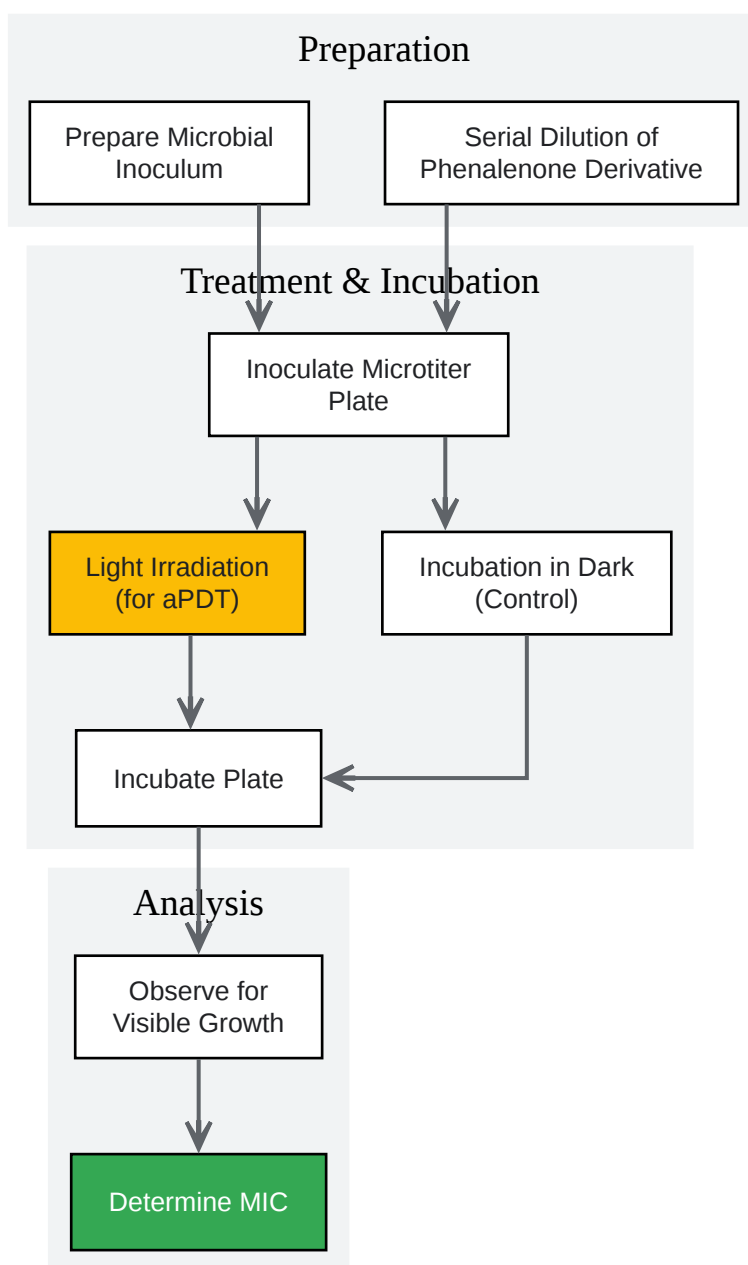 Preparation
Prepare Microbial
Inoculum
Serial Dilution of
Phenalenone Derivative
Treatment & Incubation
Inoculate Microtiter
Plate
Light Irradiation
(for aPDT)
Incubation in Dark
(Control)
Incubate Plate
Analysis
Observe for
Visible Growth
Determine MIC